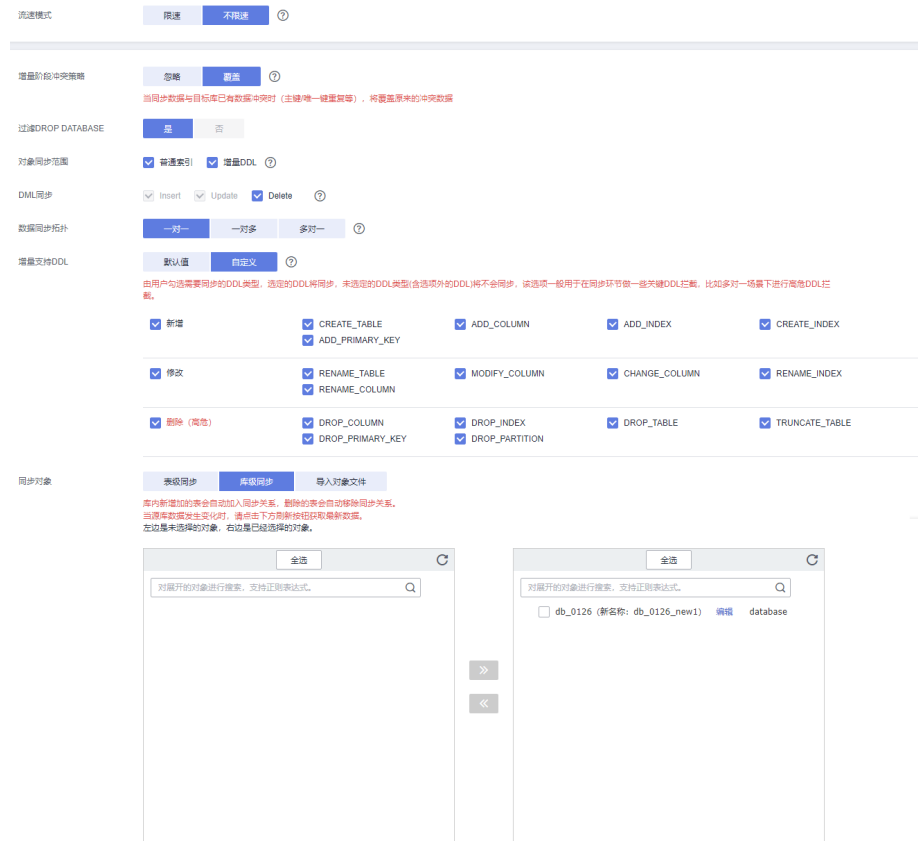 流速模式 限速 不限速
增量阶段冲突策略 忽略 覆盖
当同步数据与目标库已有数据冲突时（主键/唯一键重复等），将覆盖原来的冲突数据
过滤DROP DATABASE 是 否
对象同步范围 普通索引 增量DDL
DML同步 Insert Update Delete
数据同步拓扑 一对一 一对多 多对一
增量支持DDL 默认值 自定义
由用户勾选需要同步的DDL类型，选定的DDL将同步，未选定的DDL类型(含选项外的DDL)将不会同步，该选项一般用于在同步环节做一些关键DDL拦截，比如多对一场景下进行高危DDL拦
截。
新增 CREATE_TABLE ADD_COLUMN ADD_INDEX CREATE_INDEX
ADD_PRIMARY_KEY
修改 RENAME_TABLE MODIFY_COLUMN CHANGE_COLUMN RENAME_INDEX
RENAME_COLUMN
删除（高危） DROP_COLUMN DROP_INDEX DROP_TABLE TRUNCATE_TABLE
DROP_PRIMARY_KEY DROP_PARTITION
同步对象 表级同步 库级同步 导入对象文件
库内新增加的表会自动加入同步关系，删除的表会自动移除同步关系。
当源库数据发生变化时，请点击下方刷新按钮获取最新数据。
左边是未选择的对象，右边是已经选择的对象。
全选 全选
对展开的对象进行搜索，支持正则表达式。 对展开的对象进行搜索，支持正则表达式。
db_0126（新名称：db_0126_new1） 编辑 database